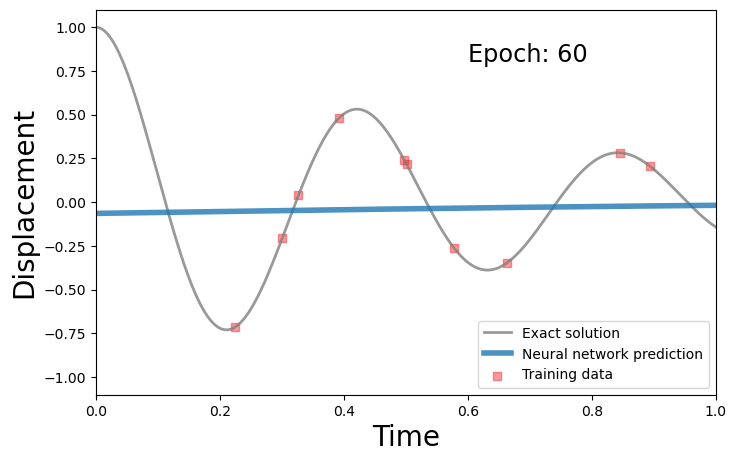 Epoch: 60
Displacement
1.00
0.75
0.50
0.25
0.00
−0.25
−0.50
−0.75
−1.00
Exact solution
Neural network prediction
Training data
0.0 0.2 0.4 0.6 0.8 1.0
Time